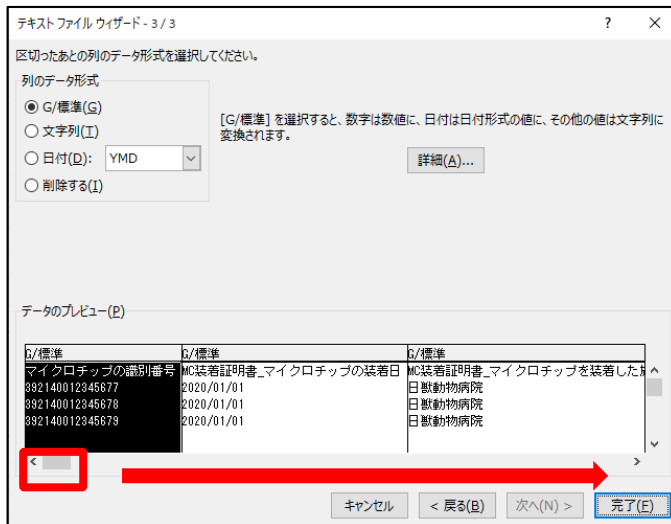 テキスト ファイル ウィザード - 3 / 3
区切ったあとの列のデータ形式を選択してください。
列のデータ形式
G/標準(G)
文字列(T)
日付(D): YMD
削除する(I)
[G/標準] を選択すると、数字は数値に、日付は日付形式の値に、その他の値は文字列に
変換されます。
詳細(A)...
データのプレビュー(P)
G/標準 G/標準 G/標準
マイクロチップの識別番号 MC装着証明書_マイクロチップの装着日 MC装着証明書_マイクロチップを装着した
392140012345677 2020/01/01 日獣動物病院
392140012345678 2020/01/01 日獣動物病院
392140012345679 2020/01/01 日獣動物病院
キャンセル < 戻る(B) 次へ(N) > 完了(F)